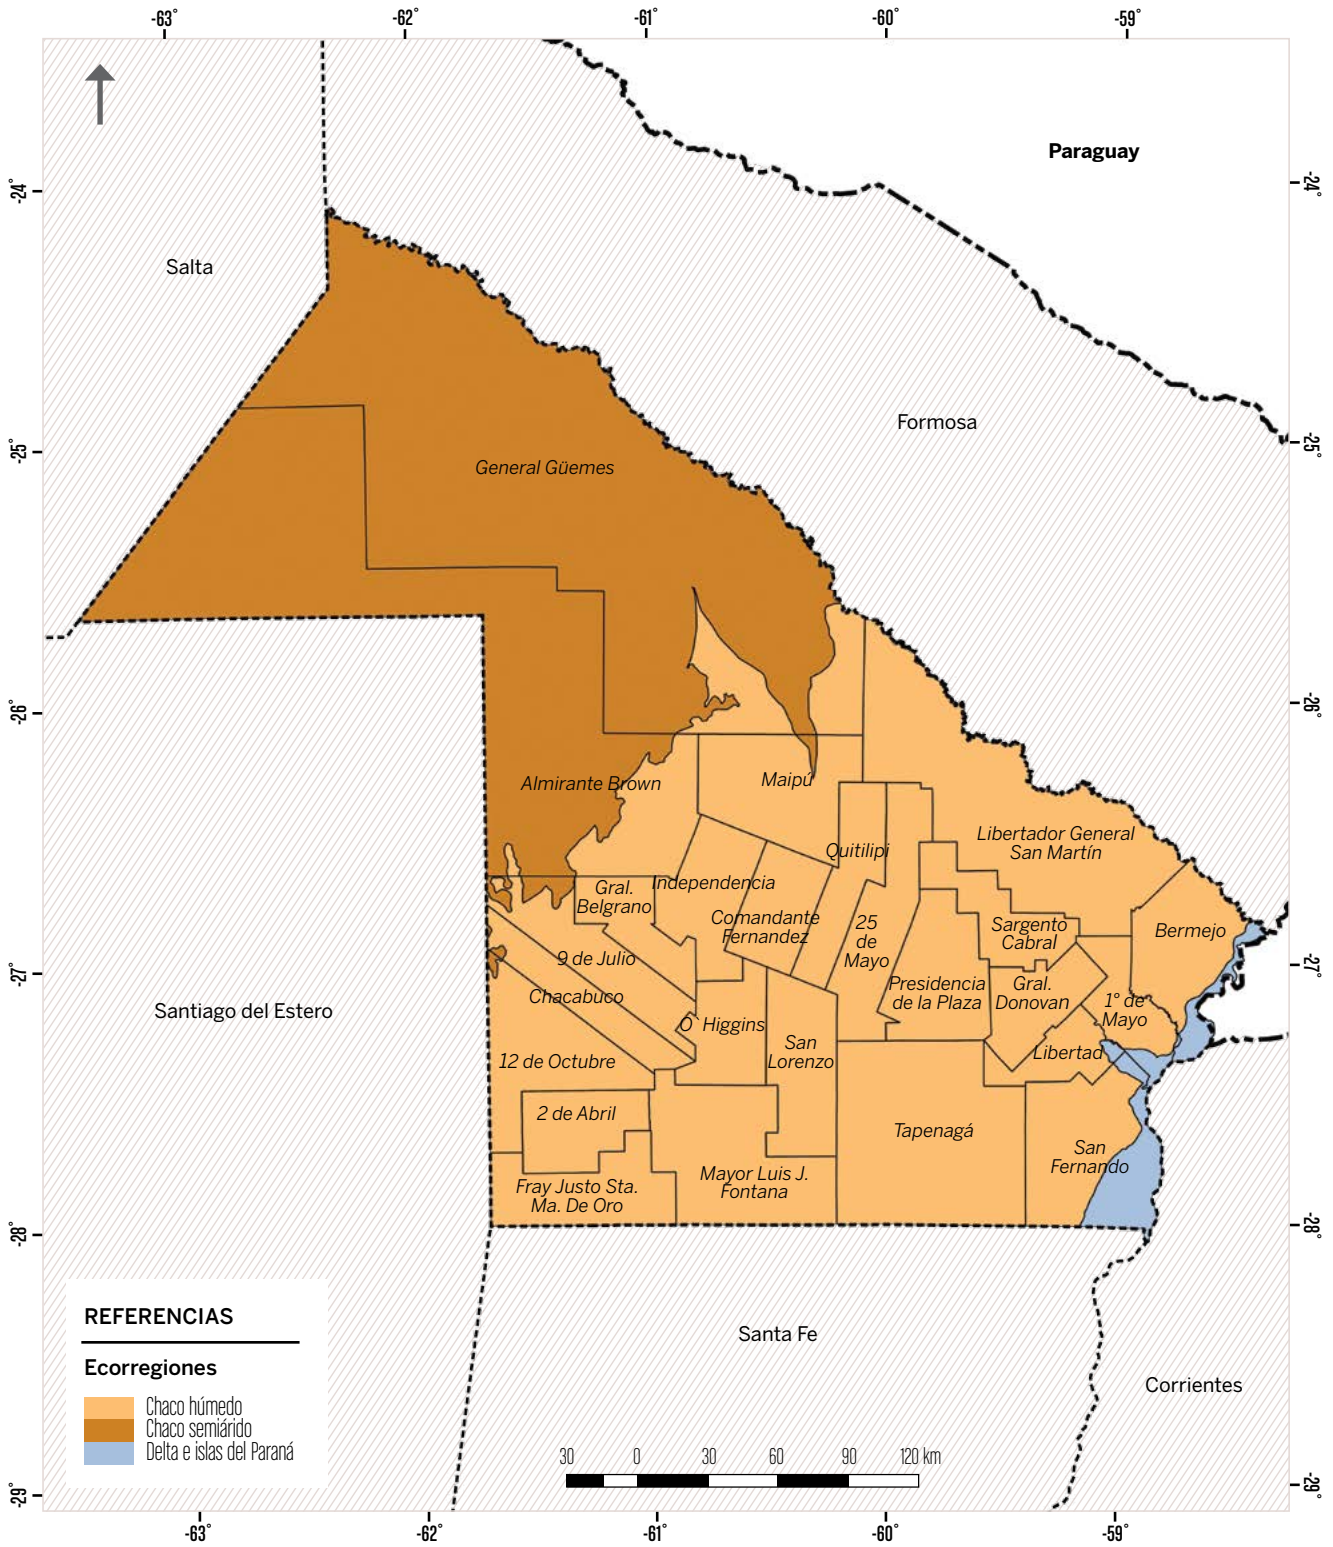 -63°
-62°
-61°
-60°
-59°
Paraguay
-24°
-24°
Salta
Formosa
-25°
-25°
General Güemes
-26°
-26°
Almirante Brown
Maipú
Libertador General
San Martín
Quitilipi
Gral.
Belgrano
Independencia
Comandante
Fernandez
25
de
Mayo
Sargento
Cabral
Bermejo
-27°
-27°
9 de Julio
Chacabuco
Presidencia
de la Plaza
Gral.
Donovan
1° de
Mayo
Santiago del Estero
O` Higgins
San
Lorenzo
Libertad
12 de Octubre
2 de Abril
Tapenagá
San
Fernando
Mayor Luis J.
Fontana
Fray Justo Sta.
Ma. De Oro
-28°
-28°
REFERENCIAS
Ecorregiones
Chaco húmedo
Chaco semiárido
Delta e islas del Paraná
Santa Fe
Corrientes
30
0
30
60
90
120 km
-29°
-29°
-63°
-62°
-61°
-60°
-59°